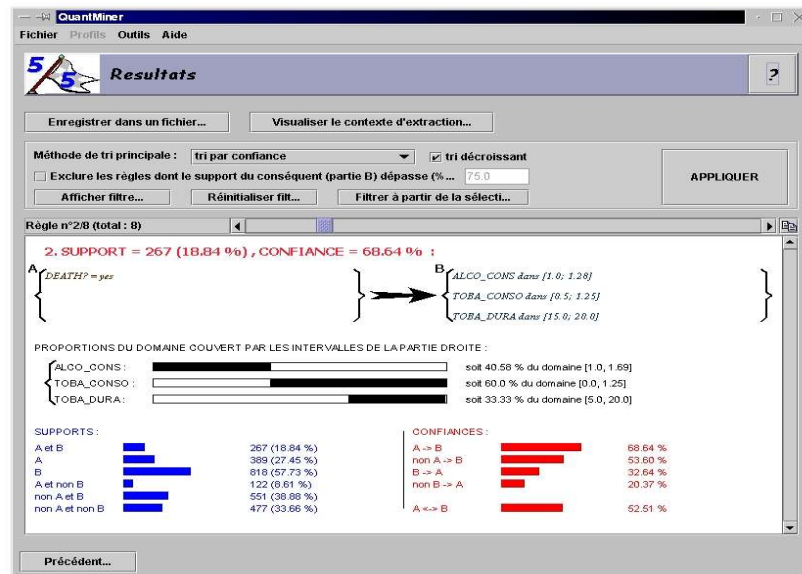 QuantMiner
Fichier Profils Outils Aide
5
5
Resultats
?
Enregistrer dans un fichier...
Visualiser le contexte d'extraction...
Méthode de tri principale :
tri par confiance
tri décroissant
Exclure les règles dont le support du conséquent (partie B) dépasse (%...
75.0
APPLIQUER
Afficher filtre...
Réinitialiser filt...
Filtrer à partir de la sélecti...
Règle n°2/8 (total : 8)
2. SUPPORT = 267 (18.84 %) , CONFIANCE = 68.64 % :
A
DEATH? = yes
B
ALCO_CONS dans [1.0; 1.28]
TOBA_CONSO dans [0.5; 1.25]
TOBA_DURA dans [15.0; 20.0]
PROPORTIONS DU DOMAINE COUVERT PAR LES INTERVALLES DE LA PARTIE DROITE :
ALCO_CONS : soit 40.58 % du domaine [1.0, 1.69]
TOBA_CONSO : soit 60.0 % du domaine [0.0, 1.25]
TOBA_DURA : soit 33.33 % du domaine [5.0, 20.0]
SUPPORTS :
A et B 267 (18.84 %)
A 389 (27.45 %)
B 818 (57.73 %)
A et non B 122 (8.61 %)
non A et B 551 (38.88 %)
non A et non B 477 (33.66 %)
CONFIANCES :
A -> B 68.64 %
non A -> B 53.60 %
B -> A 32.64 %
non B -> A 20.37 %
A <-> B 52.51 %
Précédent...